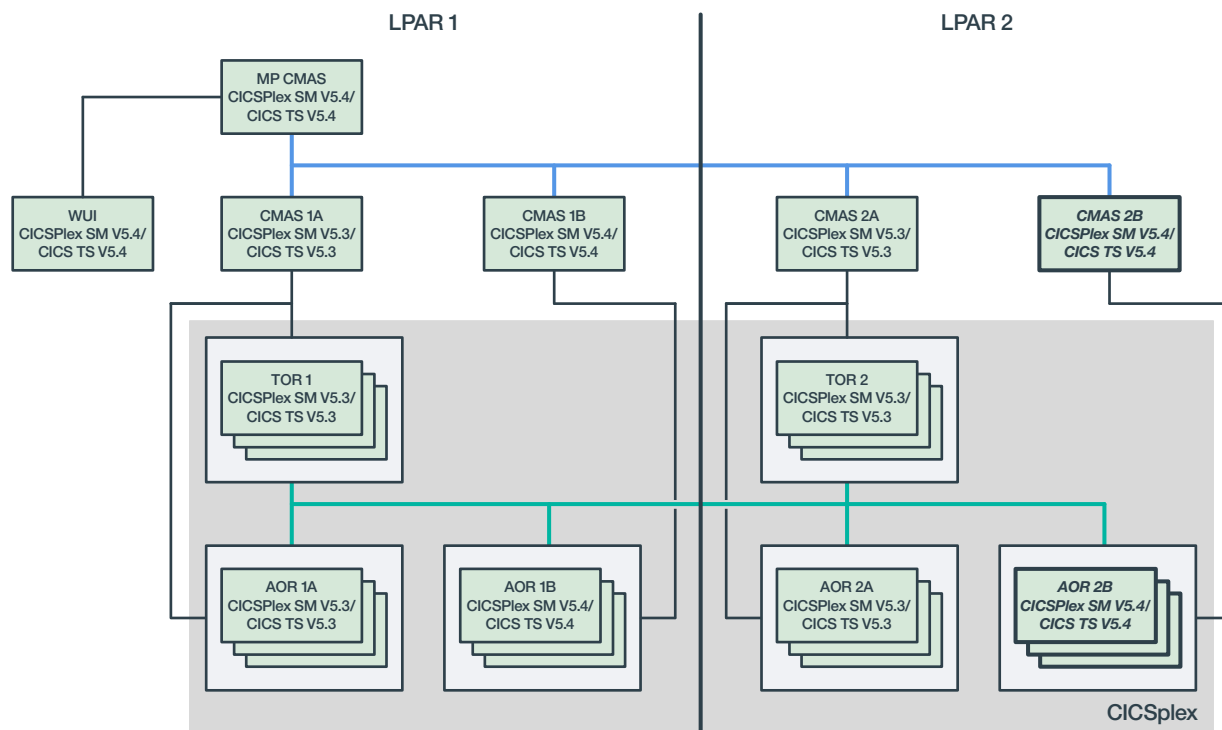 LPAR 1
LPAR 2
MP CMAS
CICSPlex SM V5.4/
CICS TS V5.4
WUI
CICSPlex SM V5.4/
CICS TS V5.4
CMAS 1A
CICSPlex SM V5.3/
CICS TS V5.3
CMAS 1B
CICSPlex SM V5.4/
CICS TS V5.4
CMAS 2A
CICSPlex SM V5.3/
CICS TS V5.3
CMAS 2B
CICSPlex SM V5.4/
CICS TS V5.4
TOR 1
CICSPlex SM V5.3/
CICS TS V5.3
TOR 2
CICSPlex SM V5.3/
CICS TS V5.3
AOR 1A
CICSPlex SM V5.3/
CICS TS V5.3
AOR 1B
CICSPlex SM V5.4/
CICS TS V5.4
AOR 2A
CICSPlex SM V5.3/
CICS TS V5.3
AOR 2B
CICSPlex SM V5.4/
CICS TS V5.4
CICSplex